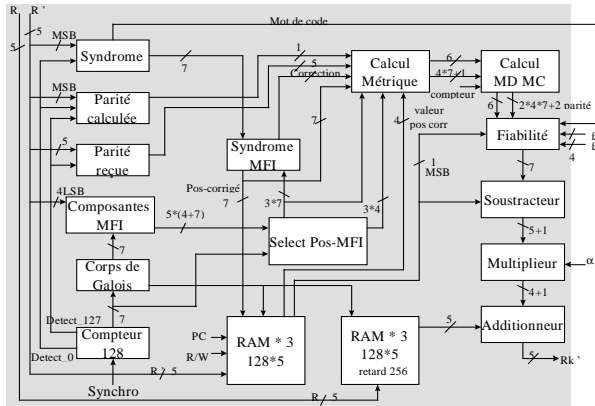 R R '
5 5
Mot de code
MSB
Syndrome
7
1
5
Correction
Calcul
Métrique
6
4*7+1
compteur
Calcul
MD MC
MSB
Parité
calculée
6 2*4*7+2 parité
5
Parité
reçue
7
4
valeur
pos corr
Fiabilité
4
Syndrome
MFI
1
MSB
7
4LSB
Composantes
MFI
5*(4+7)
Pos-corrigé
7
3*7
3*4
Soustracteur
5+1
7
Select Pos-MFI
Corps de
Galois
Multiplieur
α
4+1
Detect_127
7
Compteur
128
Detect_0
PC
R/W
RAM * 3
128*5
RAM * 3
128*5
retard 256
5
Additionneur
5
Rk '
R ' 5
Synchro
R 5